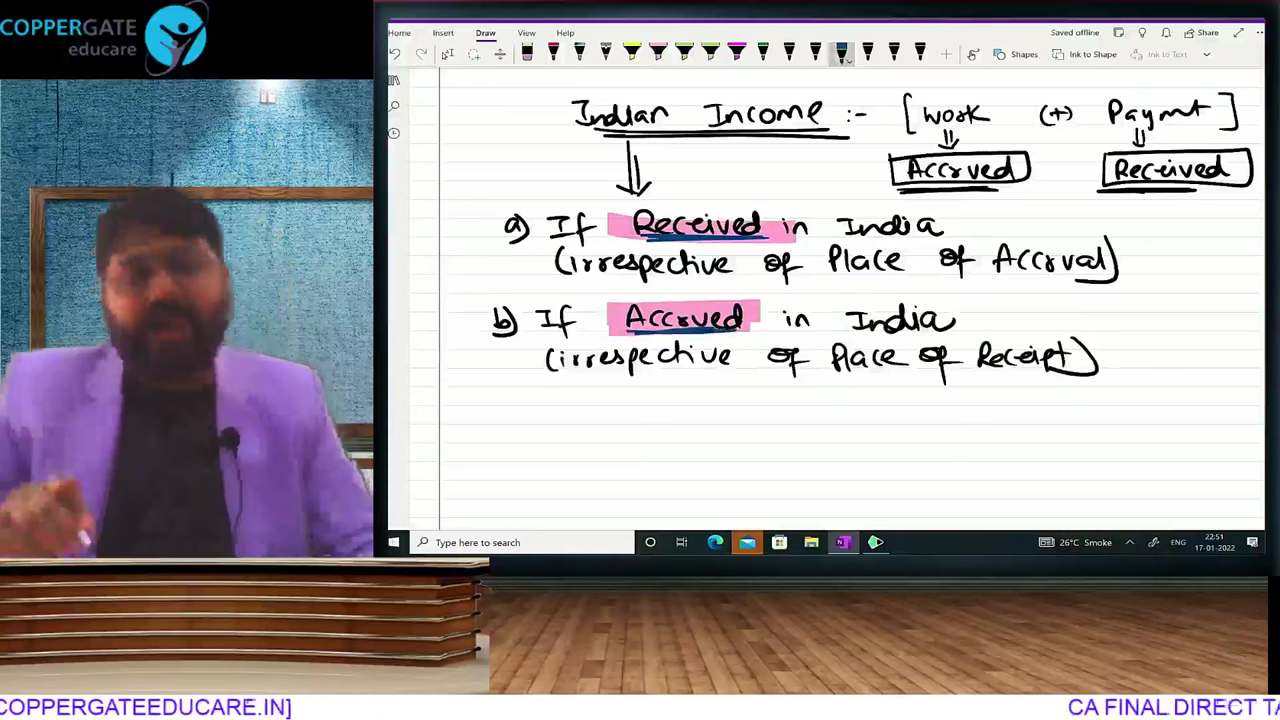 COPPERGATE
educare
Home Insert Draw View Help
Saved offline
Share
Shapes
Ink to Shape
Ink to Text
Indian Income :- [ Work (+) Paymt ]
Accrued Received
a) If Received in India
(irrespective of Place of Accrual)
b) If Accrued in India
(irrespective of Place of Receipt)
Type here to search
26°C Smoke
ENG
22:51
17-01-2022
COPPERGATEEDUCARE.IN]
CA FINAL DIRECT TA